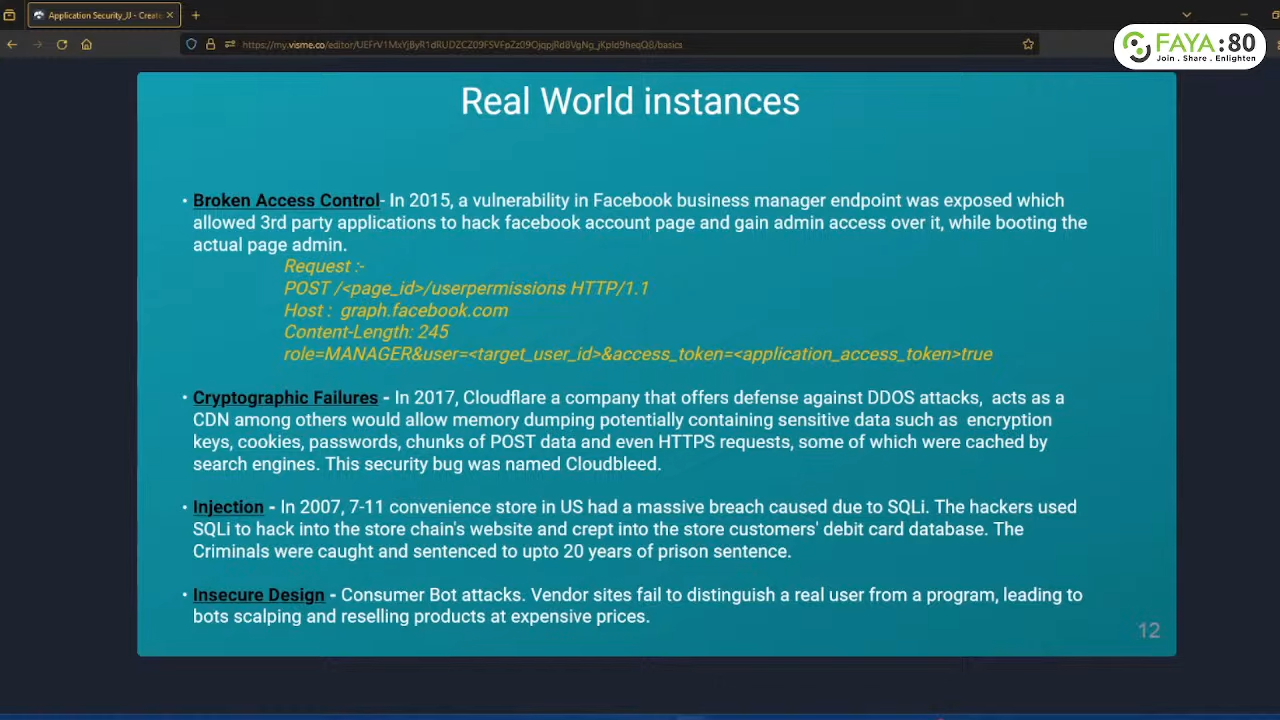 Application Security_JJ - Create
https://my.visme.co/editor/
FAYA:80
Join . Share . Enlighten
Real World instances
• Broken Access Control- In 2015, a vulnerability in Facebook business manager endpoint was exposed which
allowed 3rd party applications to hack facebook account page and gain admin access over it, while booting the
actual page admin.
Request :-
POST /<page_id>/userpermissions HTTP/1.1
Host : graph.facebook.com
Content-Length: 245
role=MANAGER&user=<target_user_id>&access_token=<application_access_token>true
• Cryptographic Failures - In 2017, Cloudflare a company that offers defense against DDOS attacks, acts as a
CDN among others would allow memory dumping potentially containing sensitive data such as encryption
keys, cookies, passwords, chunks of POST data and even HTTPS requests, some of which were cached by
search engines. This security bug was named Cloudbleed.
• Injection - In 2007, 7-11 convenience store in US had a massive breach caused due to SQLi. The hackers used
SQLi to hack into the store chain's website and crept into the store customers' debit card database. The
Criminals were caught and sentenced to upto 20 years of prison sentence.
• Insecure Design - Consumer Bot attacks. Vendor sites fail to distinguish a real user from a program, leading to
bots scalping and reselling products at expensive prices.
12